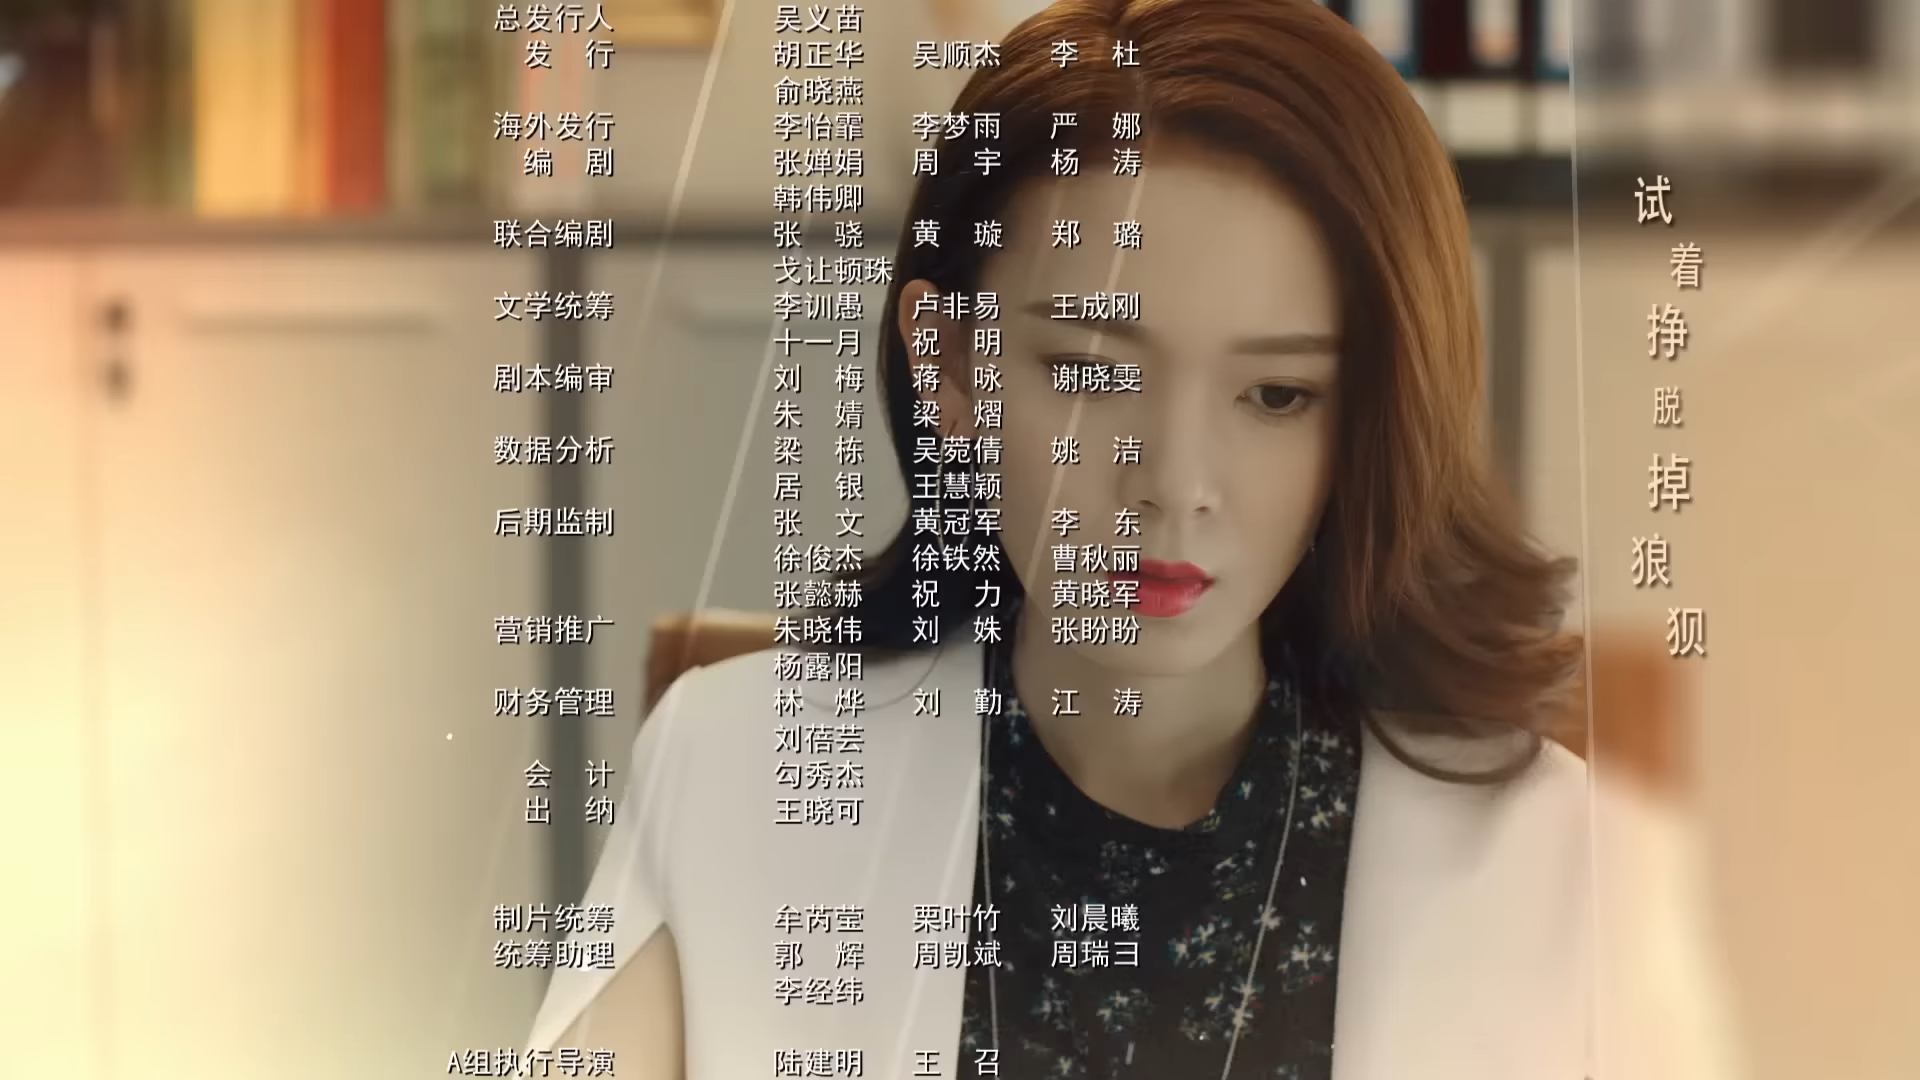 总发行人 吴义苗
发 行 胡正华 吴顺杰 李 杜
俞晓燕
海外发行 李怡霏 李梦雨 严 娜
编 剧 张婵娟 周 宇 杨 涛
韩伟卿
联合编剧 张 骁 黄 璇 郑 璐
戈让顿珠
文学统筹 李训愚 卢非易 王成刚
十一月 祝 明
剧本编审 刘 梅 蒋 咏 谢晓雯
朱 婧 梁 熠
数据分析 梁 栋 吴菀倩 姚 洁
居 银 王慧颖
后期监制 张 文 黄冠军 李 东
徐俊杰 徐铁然 曹秋丽
张懿赫 祝 力 黄晓军
营销推广 朱晓伟 刘 姝 张盼盼
杨露阳
财务管理 林 烨 刘 勤 江 涛
刘蓓芸
会 计 勾秀杰
出 纳 王晓可
制片统筹 牟芮莹 栗叶竹 刘晨曦
统筹助理 郭 辉 周凯斌 周瑞彐
李经纬
A组执行导演 陆建明 王 召
试着挣脱掉狼狈